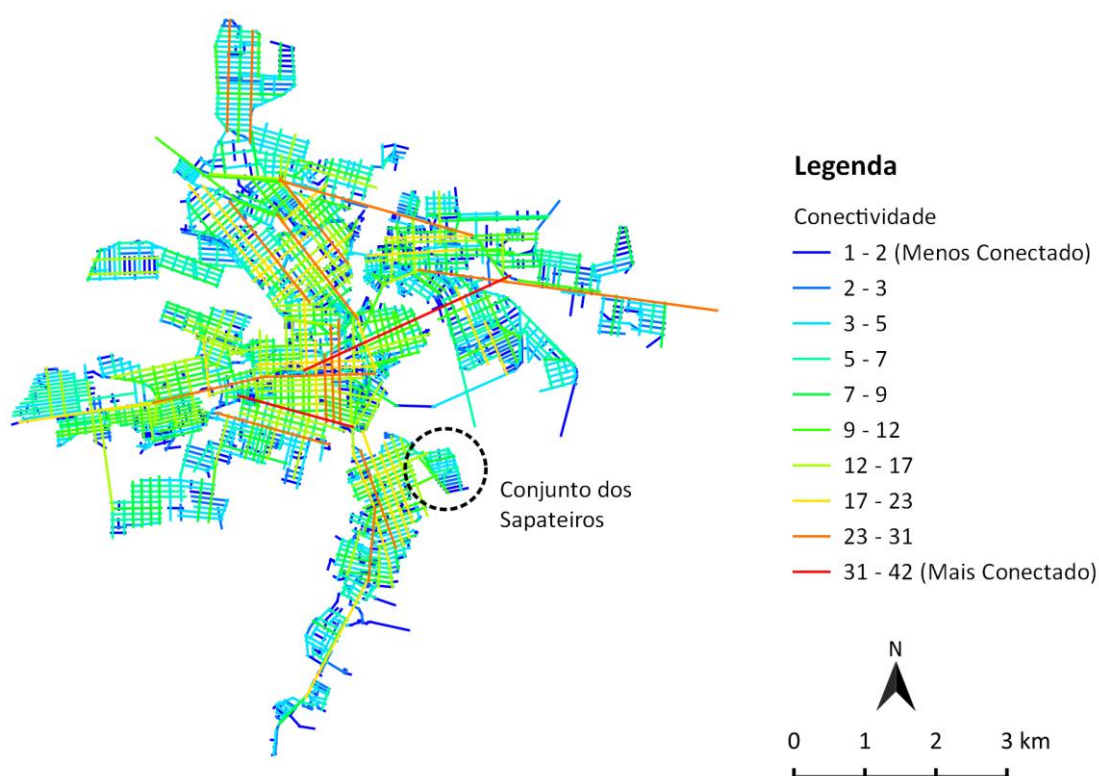 Legenda
Conectividade
1 - 2 (Menos Conectado)
2 - 3
3 - 5
5 - 7
7 - 9
9 - 12
12 - 17
17 - 23
23 - 31
31 - 42 (Mais Conectado)
Conjunto dos
Sapateiros
N
0 1 2 3 km